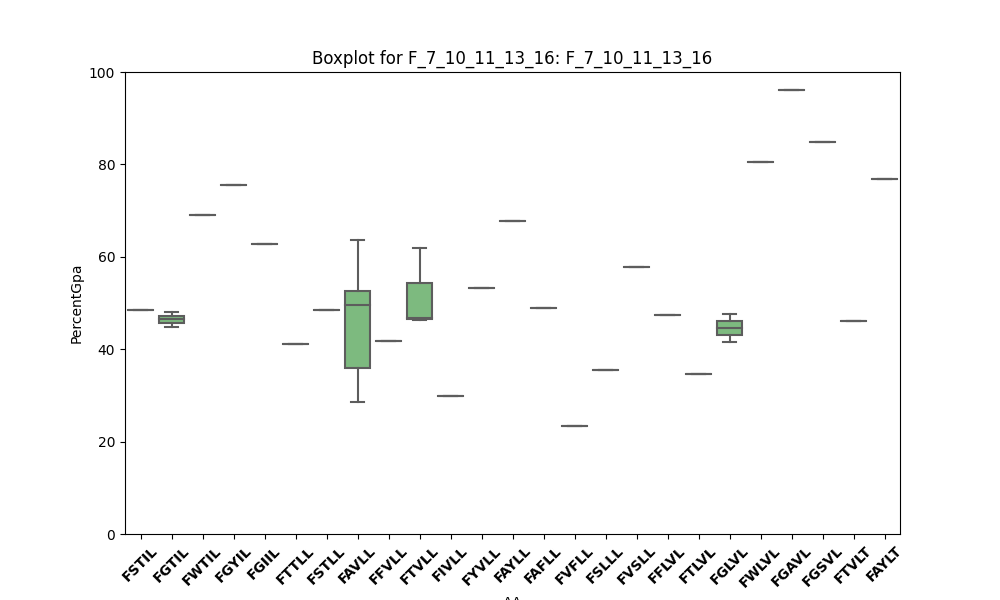 Boxplot for F_7_10_11_13_16: F_7_10_11_13_16
PercentGpa
100
80
60
40
20
0
FSTIL
FGTIL
FWTIL
FGYIL
FGIIL
FTTLL
FSTLL
FAVLL
FFVLL
FTVLL
FIVLL
FYVLL
FAYLL
FAFLL
FVFLL
FSLLL
FVSLL
FFLVL
FTLVL
FGLVL
FWLVL
FGAVL
FGSVL
FTVLT
FAYLT